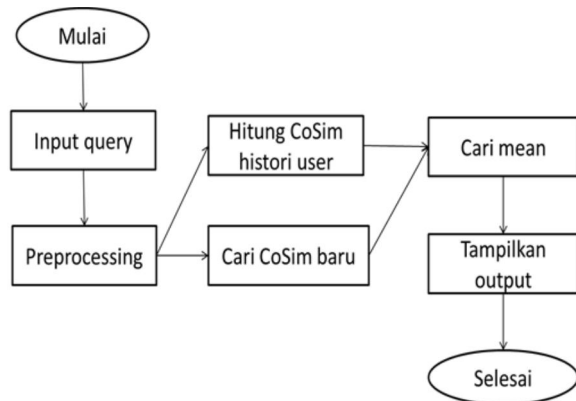 Mulai
Input query
Preprocessing
Hitung CoSim
histori user
Cari CoSim baru
Cari mean
Tampilkan
output
Selesai